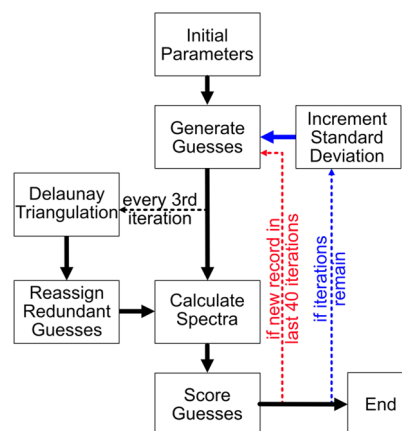 Initial
Parameters
Generate
Guesses
Increment
Standard
Deviation
Delaunay
Triangulation
every 3rd
iteration
if new record in
last 40 iterations
if iterations
remain
Reassign
Redundant
Guesses
Calculate
Spectra
Score
Guesses
End